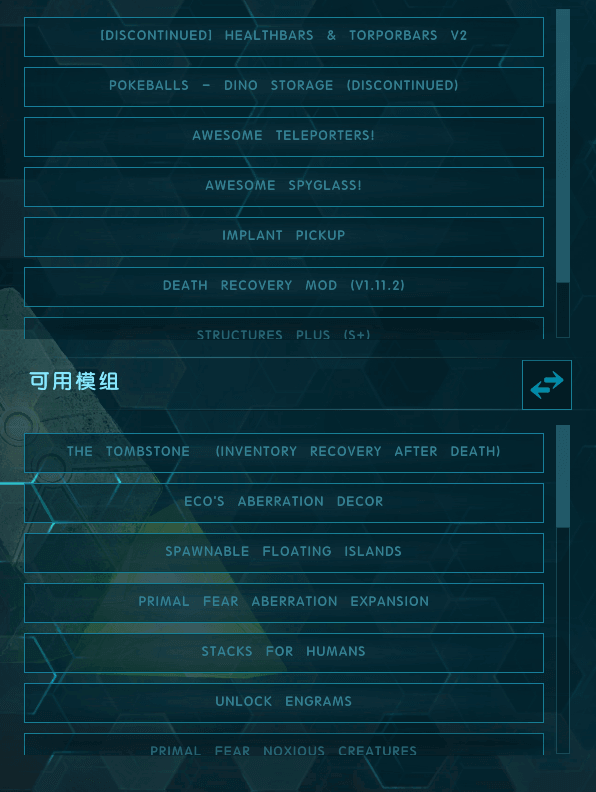 [DISCONTINUED] HEALTHBARS & TORPORBARS V2
POKEBALLS - DINO STORAGE (DISCONTINUED)
AWESOME TELEPORTERS!
AWESOME SPYGLASS!
IMPLANT PICKUP
DEATH RECOVERY MOD (V1.11.2)
STRUCTURES PLUS (S+)
可用模组
THE TOMBSTONE (INVENTORY RECOVERY AFTER DEATH)
ECO'S ABERRATION DECOR
SPAWNABLE FLOATING ISLANDS
PRIMAL FEAR ABERRATION EXPANSION
STACKS FOR HUMANS
UNLOCK ENGRAMS
PRIMAL FEAR NOXIOUS CREATURES